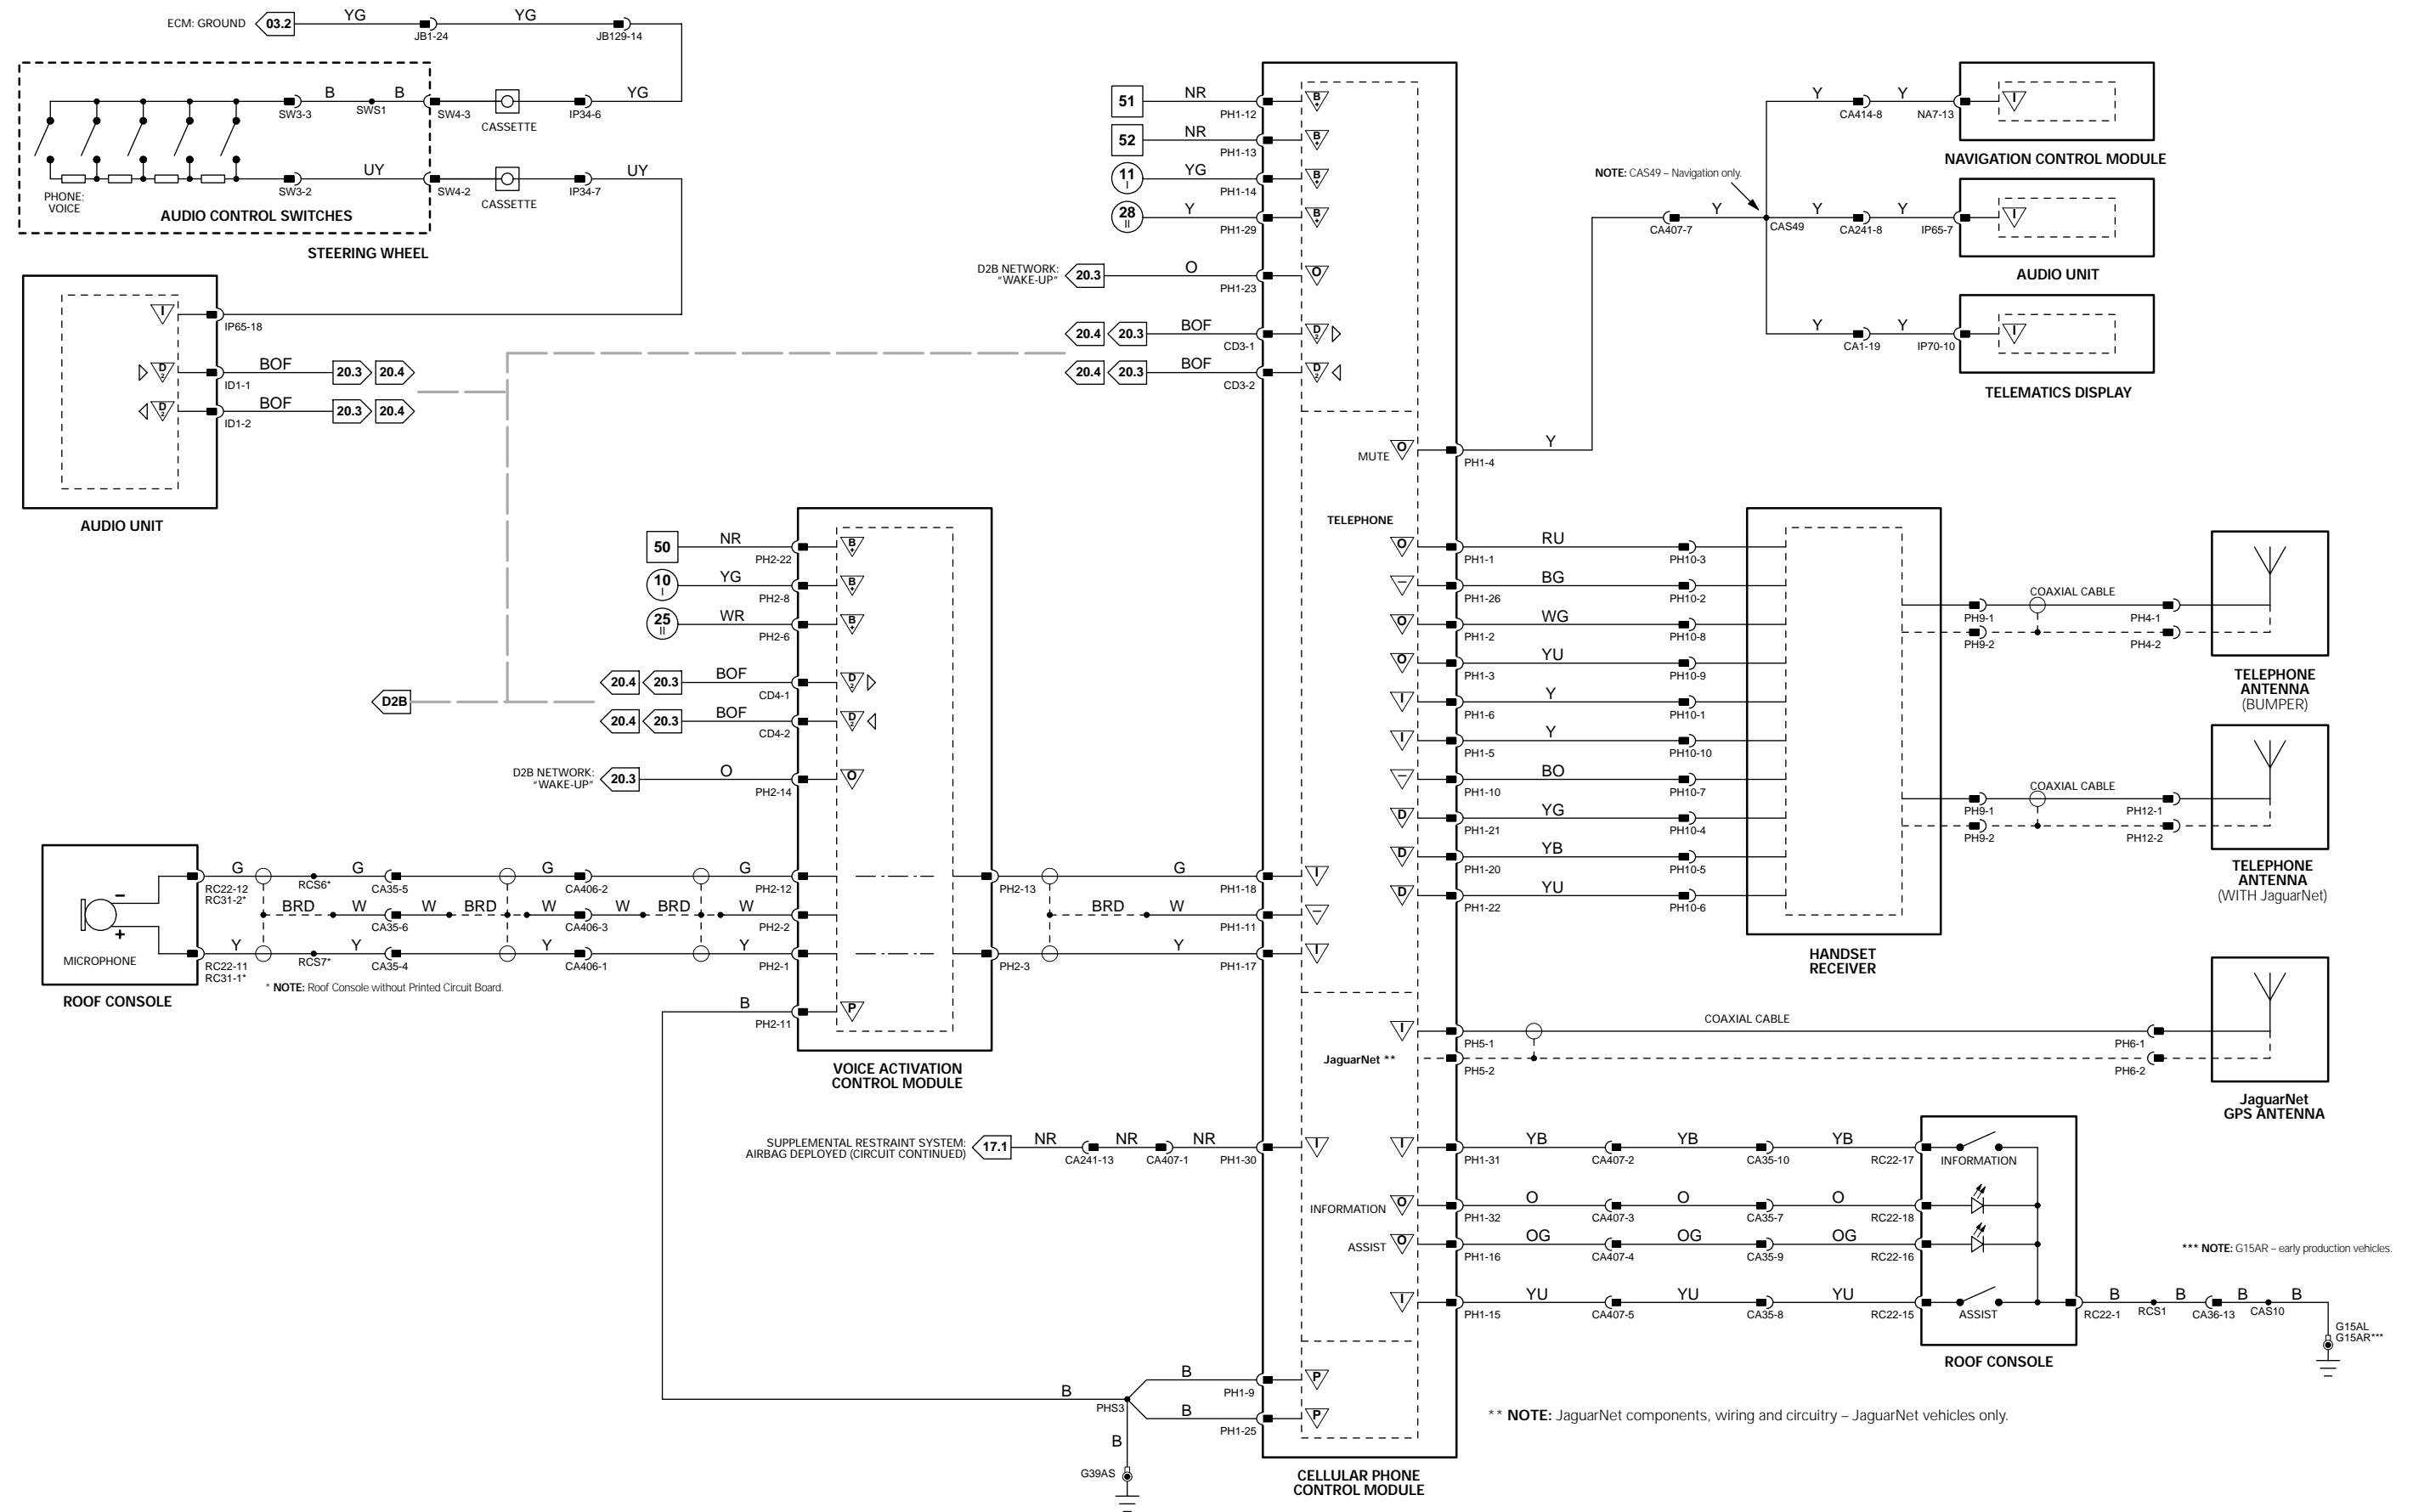 ECM: GROUND 03.2 YG YG
JB1-24 JB129-14
B B YG
SW3-3 SWS1 SW4-3 CASSETTE IP34-6
UY UY
SW3-2 SW4-2 CASSETTE IP34-7
PHONE:
VOICE
AUDIO CONTROL SWITCHES
STEERING WHEEL
I
IP65-18
D2 BOF 20.3 20.4
ID1-1
D2 BOF 20.3 20.4
ID1-2
AUDIO UNIT
D2B
50 NR B+
PH2-22
10 I YG B+
PH2-8
25 II WR B+
PH2-6
20.4 20.3 BOF D2
CD4-1
20.4 20.3 BOF D2
CD4-2
D2B NETWORK:
"WAKE-UP" 20.3 O O
PH2-14
G G G G
RC22-12
RC31-2*
RCS6* CA35-5 CA406-2 PH2-12
BRD W W BRD W W BRD W
CA35-6 CA406-3 PH2-2
Y Y Y Y
RC22-11
RC31-1*
RCS7* CA35-4 CA406-1 PH2-1
MICROPHONE
– +
ROOF CONSOLE
* NOTE: Roof Console without Printed Circuit Board.
B P
PH2-11
VOICE ACTIVATION
CONTROL MODULE
PH2-13 G PH1-18 I
BRD W PH1-11 –
PH2-3 Y PH1-17 I
51 NR B+
PH1-12
52 NR B+
PH1-13
11 I YG B+
PH1-14
28 II Y B+
PH1-29
D2B NETWORK:
"WAKE-UP" 20.3 O O
PH1-23
20.4 20.3 BOF D2
CD3-1
20.4 20.3 BOF D2
CD3-2
MUTE O Y
PH1-4
TELEPHONE
O RU
PH1-1 PH10-3
– BG
PH1-26 PH10-2
O WG
PH1-2 PH10-8
O YU
PH1-3 PH10-9
I Y
PH1-6 PH10-1
I Y
PH1-5 PH10-10
– BO
PH1-10 PH10-7
D YG
PH1-21 PH10-4
D YB
PH1-20 PH10-5
D YU
PH1-22 PH10-6
HANDSET
RECEIVER
NOTE: CAS49 – Navigation only.
Y Y I
CA414-8 NA7-13
NAVIGATION CONTROL MODULE
Y Y Y I
CA407-7 CAS49 CA241-8 IP65-7
AUDIO UNIT
Y Y I
CA1-19 IP70-10
TELEMATICS DISPLAY
COAXIAL CABLE
PH9-1 PH4-1
PH9-2 PH4-2
TELEPHONE
ANTENNA
(BUMPER)
COAXIAL CABLE
PH9-1 PH12-1
PH9-2 PH12-2
TELEPHONE
ANTENNA
(WITH JaguarNet)
I COAXIAL CABLE
PH5-1 PH6-1
JaguarNet **
PH5-2 PH6-2
JaguarNet
GPS ANTENNA
SUPPLEMENTAL RESTRAINT SYSTEM:
AIRBAG DEPLOYED (CIRCUIT CONTINUED) 17.1 NR NR NR I
CA241-13 CA407-1 PH1-30
I YB YB YB
PH1-31 CA407-2 CA35-10 RC22-17 INFORMATION
INFORMATION O O O O
PH1-32 CA407-3 CA35-7 RC22-18
ASSIST O OG OG OG
PH1-16 CA407-4 CA35-9 RC22-16
I YU YU YU
PH1-15 CA407-5 CA35-8 RC22-15 ASSIST
ROOF CONSOLE
B B B B
RC22-1 RCS1 CA36-13 CAS10
G15AL
G15AR***
*** NOTE: G15AR – early production vehicles.
B P
PH1-9
B PHS3
B P
PH1-25
B
G39AS
CELLULAR PHONE
CONTROL MODULE
** NOTE: JaguarNet components, wiring and circuitry – JaguarNet vehicles only.